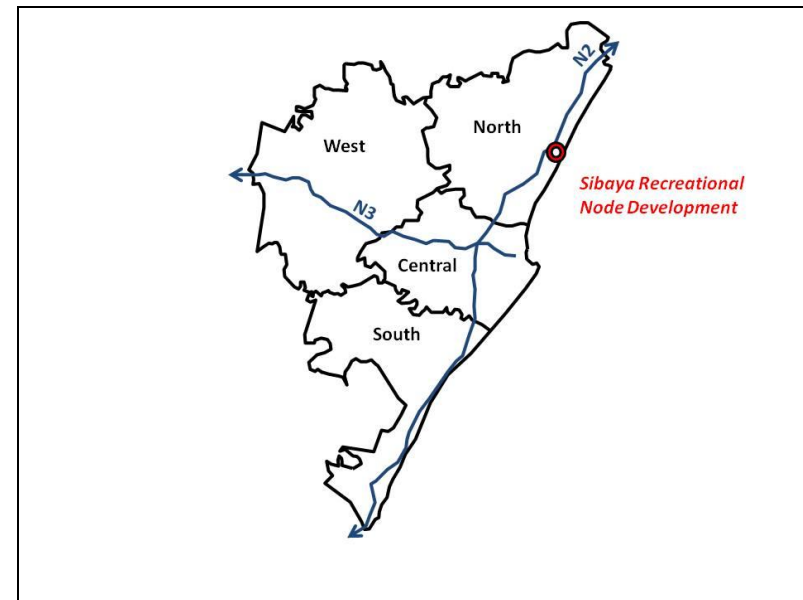 N2
North
West
Sibaya Recreational
Node Development
N3
Central
South